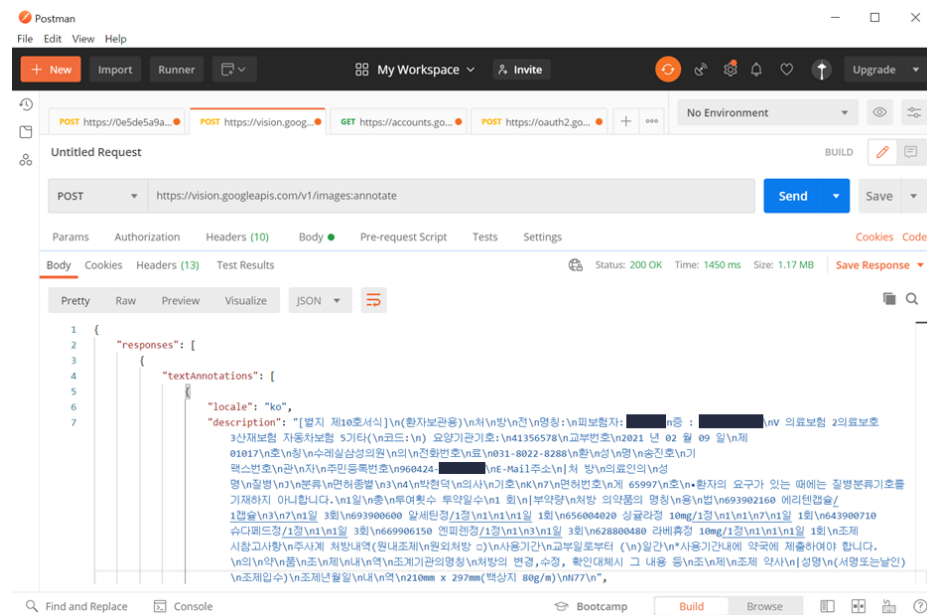 Postman
File Edit View Help
+ New Import Runner My Workspace Invite Upgrade
POST https://0e5de5a9a... POST https://vision.goog... GET https://accounts.go... POST https://oauth2.go... + ooo No Environment
Untitled Request BUILD
POST https://vision.googleapis.com/v1/images:annotate Send Save
Params Authorization Headers (10) Body Pre-request Script Tests Settings Cookies Code
Body Cookies Headers (13) Test Results Status: 200 OK Time: 1450 ms Size: 1.17 MB Save Response
Pretty Raw Preview Visualize JSON
1 {
2 "responses": [
3 {
4 "textAnnotations": [
5 {
6 "locale": "ko",
7 "description": "[별지 제10호서식]\n(환자보관용)\n처\n방\n전\n명칭:\n피보험자: n증 : \nV 의료보험 2의료보호
3산재보험 자동차보험 5기타(\n코드:\n) 요양기관기호:\n41356578\n교부번호\n2021 년 02 월 09 일\n제
01017\n호\n칭\n수레실삼성의원\n의\n전화번호\n료\n031-8022-8288\n환\n성\n명\n송진호\n기
팩스번호\n관\n자\n주민등록번호\n960424- \nE-Mail주소\n|처 방\n의료인의\n성
명\n질병\nJ\n분류\n면허종별\n3\n4\n박현덕\n의사\n기호\nK\n7\n면허번호\n게 65997\n호\n•환자의 요구가 있는 때에는 질병분류기호를
기재하지 아니합니다.\n1일\n총\n투여횟수 투약일수\n1 회\n|부약량\n처방 의약품의 명칭\n용\n법\n693902160 에리텐캡슐/
1캡슐\n3\n7\n1일 3회\n693900600 알세틴정/1정\n1\n1\n1일 3회\n656004020 싱귤라정 10mg/1정\n1\n1\n7\n1일 1회\n643900710
슈다페드정/1정\n1\n1일 3회\n669906150 엔피렌정/1정\n1\n3\n1일 3회\n628800480 라베휴정 10mg/1정\n1\n1\n1일 1회\n조제
시참고사항\n주사계 처방내역(원내조제\n원외처방 □)\n사용기간\n교부일로부터 (\n)일간\n*사용기간내에 약국에 제출하여야 합니다.
\n의\n약\n품\n조\n제\n내\n역\n조계기관의명칭\n처방의 변경,수정, 확인대체시 그 내용 등\n조\n제\n조제 약사\n|성명\n(서명또는날인)
\n조제입수)\n조제년월일\n내\n역\n210mm x 297mm(백상지 80g/m)\nN77\n",
Find and Replace Console Bootcamp Build Browse